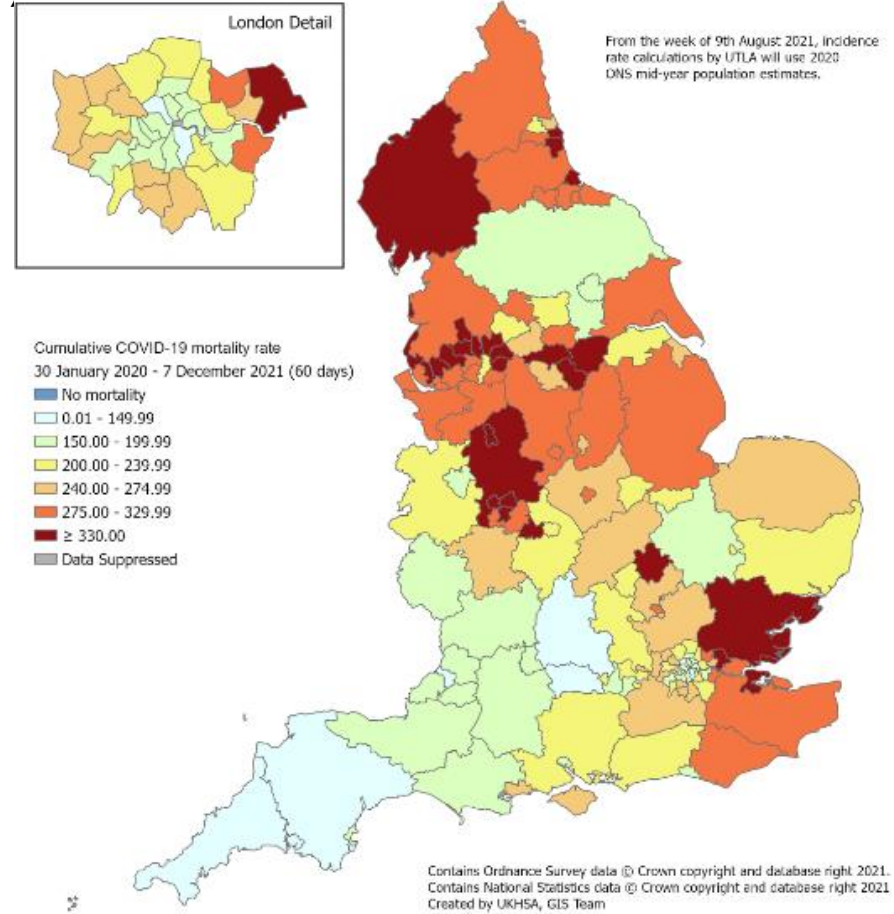 London Detail
From the week of 9th August 2021, incidence
rate calculations by UTLA will use 2020
ONS mid-year population estimates.
Cumulative COVID-19 mortality rate
30 January 2020 - 7 December 2021 (60 days)
No mortality
0.01 - 149.99
150.00 - 199.99
200.00 - 239.99
240.00 - 274.99
275.00 - 329.99
≥ 330.00
Data Suppressed
Contains Ordnance Survey data © Crown copyright and database right 2021.
Contains National Statistics data © Crown copyright and database right 2021
Created by UKHSA, GIS Team